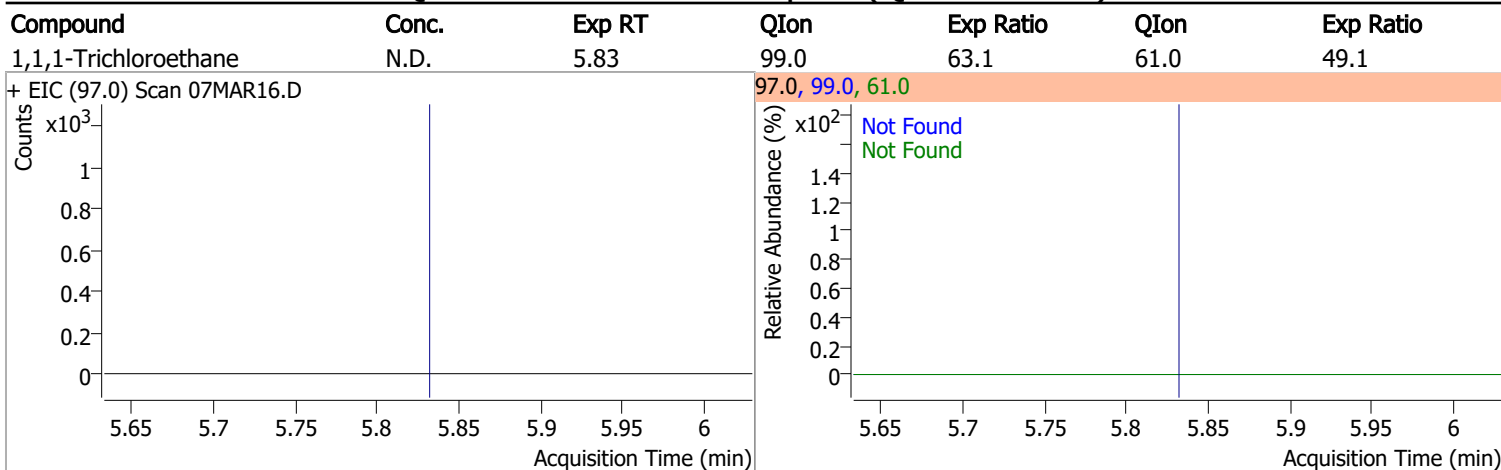 Compound Conc. Exp RT QIon Exp Ratio QIon Exp Ratio
1,1,1-Trichloroethane N.D. 5.83 99.0 63.1 61.0 49.1
+ EIC (97.0) Scan 07MAR16.D
Counts
x10³
1
0.8
0.6
0.4
0.2
0
5.65 5.7 5.75 5.8 5.85 5.9 5.95 6
Acquisition Time (min)
97.0, 99.0, 61.0
Relative Abundance (%)
x10²
Not Found
Not Found
1.4
1.2
1
0.8
0.6
0.4
0.2
0
5.65 5.7 5.75 5.8 5.85 5.9 5.95 6
Acquisition Time (min)